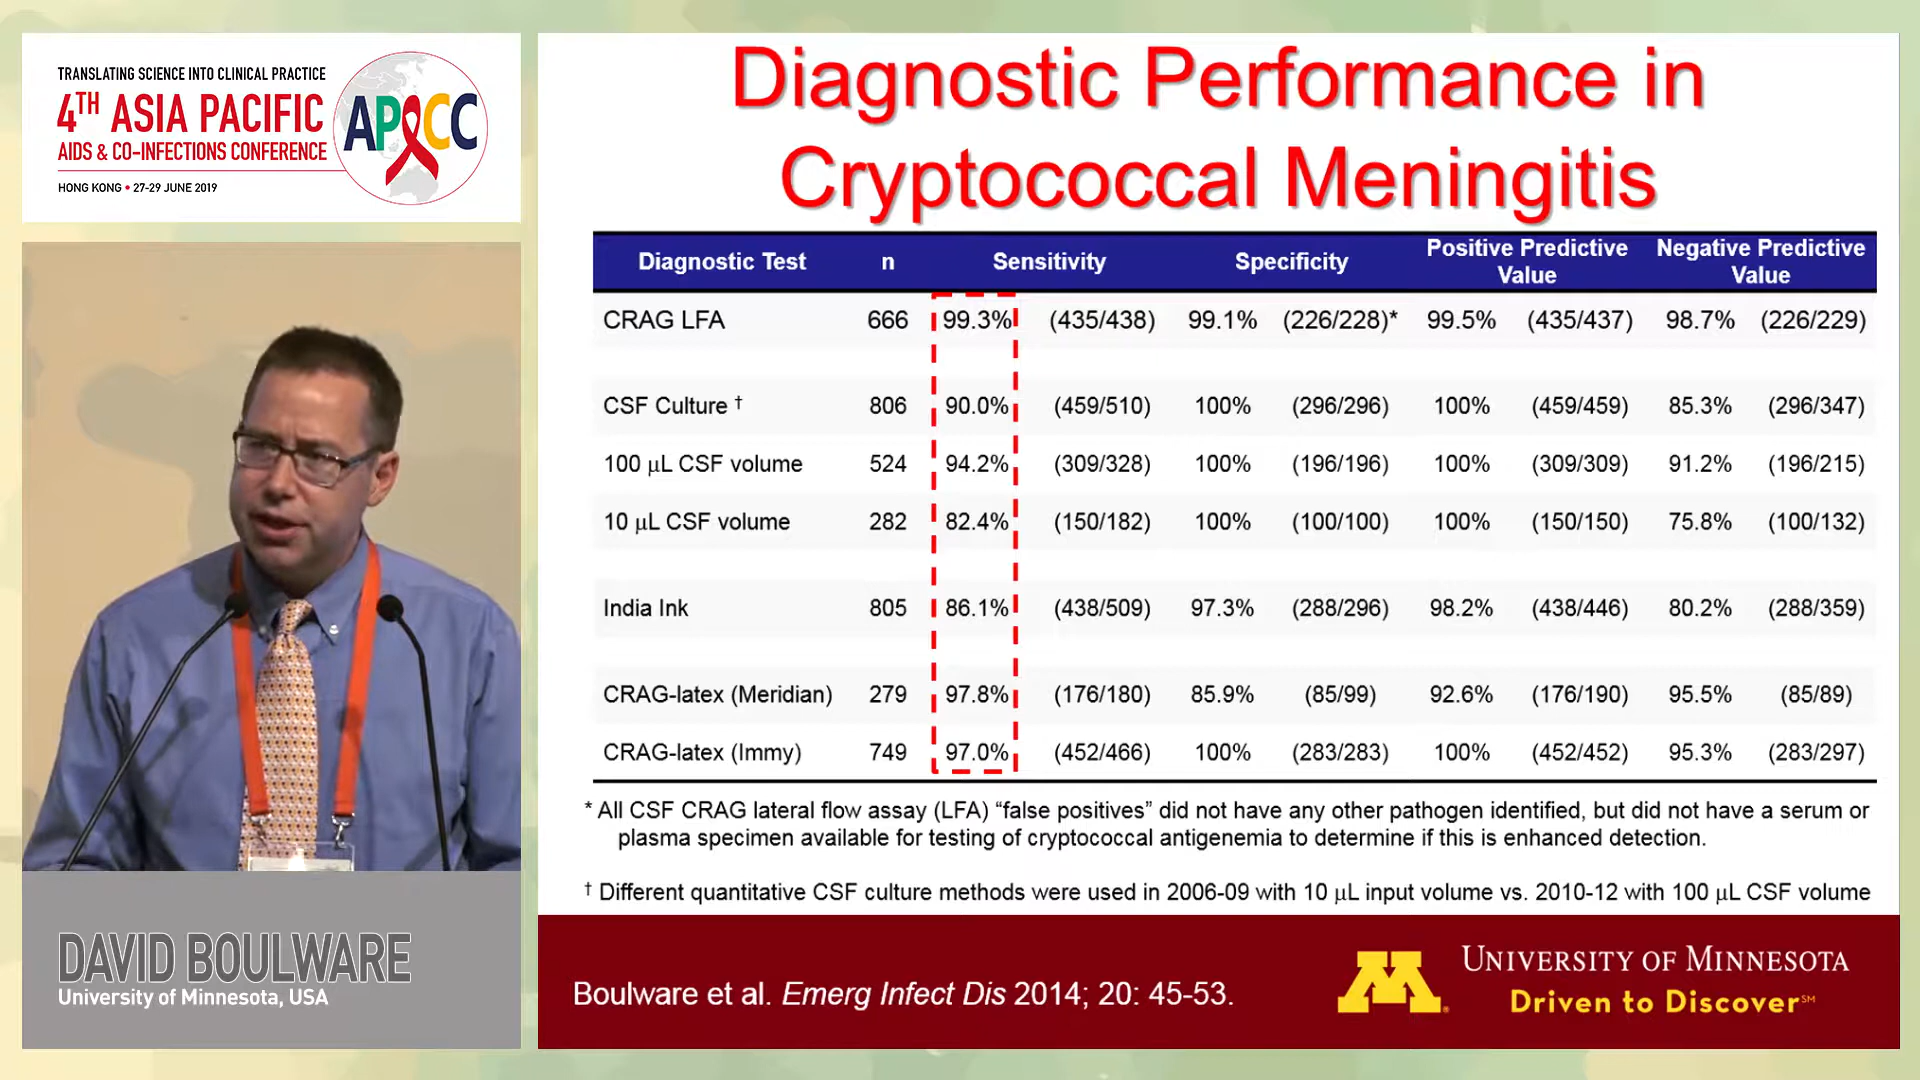 TRANSLATING SCIENCE INTO CLINICAL PRACTICE
4TH ASIA PACIFIC
AIDS & CO-INFECTIONS CONFERENCE
HONG KONG • 27-29 JUNE 2019
APACC
DAVID BOULWARE
University of Minnesota, USA
Diagnostic Performance in
Cryptococcal Meningitis
Diagnostic Test n Sensitivity Specificity Positive Predictive Value Negative Predictive Value
CRAG LFA 666 99.3% (435/438) 99.1% (226/228)* 99.5% (435/437) 98.7% (226/229)
CSF Culture † 806 90.0% (459/510) 100% (296/296) 100% (459/459) 85.3% (296/347)
100 µL CSF volume 524 94.2% (309/328) 100% (196/196) 100% (309/309) 91.2% (196/215)
10 µL CSF volume 282 82.4% (150/182) 100% (100/100) 100% (150/150) 75.8% (100/132)
India Ink 805 86.1% (438/509) 97.3% (288/296) 98.2% (438/446) 80.2% (288/359)
CRAG-latex (Meridian) 279 97.8% (176/180) 85.9% (85/99) 92.6% (176/190) 95.5% (85/89)
CRAG-latex (Immy) 749 97.0% (452/466) 100% (283/283) 100% (452/452) 95.3% (283/297)
* All CSF CRAG lateral flow assay (LFA) “false positives” did not have any other pathogen identified, but did not have a serum or
plasma specimen available for testing of cryptococcal antigenemia to determine if this is enhanced detection.
† Different quantitative CSF culture methods were used in 2006-09 with 10 µL input volume vs. 2010-12 with 100 µL CSF volume
Boulware et al. Emerg Infect Dis 2014; 20: 45-53.
M
UNIVERSITY OF MINNESOTA
Driven to Discover℠